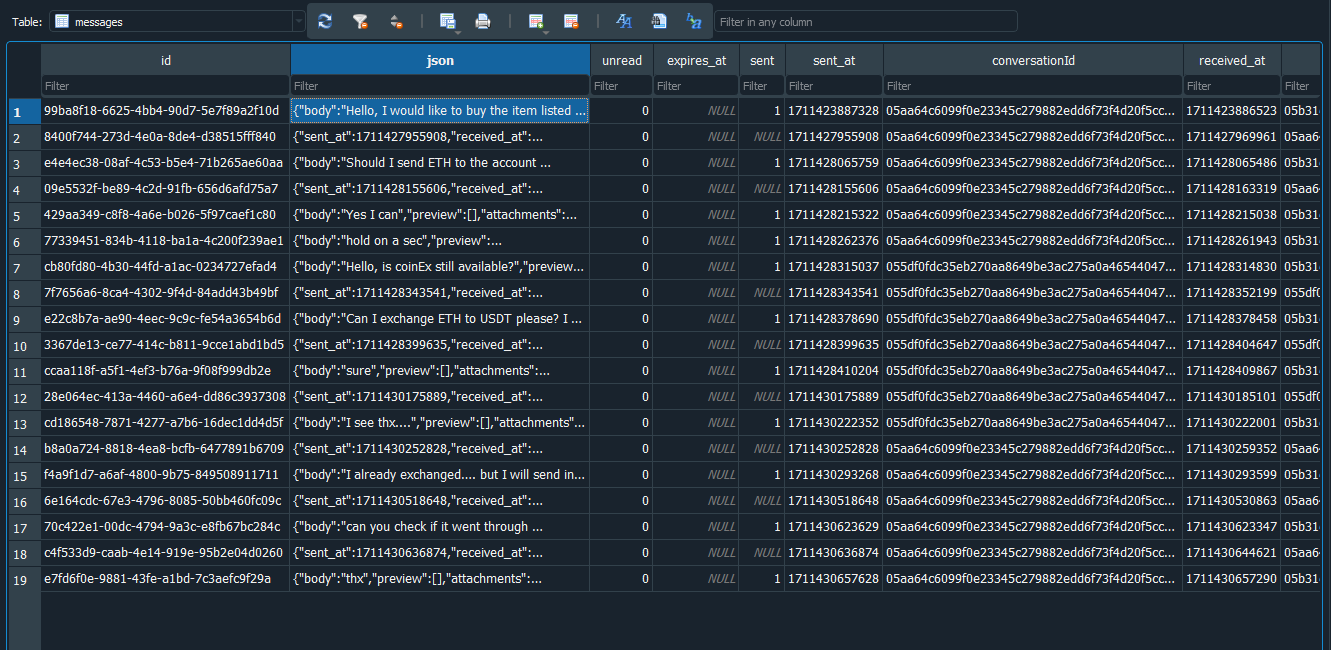 Table: messages Filter in any column
id json unread expires_at sent sent_at conversationId received_at
Filter Filter Filter Filter Filter Filter Filter Filter Filter
1 99ba8f18-6625-4bb4-90d7-5e7f89a2f10d {"body":"Hello, I would like to buy the item listed ... 0 NULL 1 1711423887328 05aa64c6099f0e23345c279882edd6f73f4d20f5cc... 1711423886523 05b31
2 8400f744-273d-4e0a-8de4-d38515fff840 {"sent_at":1711427955908,"received_at":... 0 NULL NULL 1711427955908 05aa64c6099f0e23345c279882edd6f73f4d20f5cc... 1711427969961 05aa6
3 e4e4ec38-08af-4c53-b5e4-71b265ae60aa {"body":"Should I send ETH to the account ... 0 NULL 1 1711428065759 05aa64c6099f0e23345c279882edd6f73f4d20f5cc... 1711428065486 05b31
4 09e5532f-be89-4c2d-91fb-656d6afd75a7 {"sent_at":1711428155606,"received_at":... 0 NULL NULL 1711428155606 05aa64c6099f0e23345c279882edd6f73f4d20f5cc... 1711428163319 05aa6
5 429aa349-c8f8-4a6e-b026-5f97caef1c80 {"body":"Yes I can","preview":[],"attachments":... 0 NULL 1 1711428215322 05aa64c6099f0e23345c279882edd6f73f4d20f5cc... 1711428215038 05b31
6 77339451-834b-4118-ba1a-4c200f239ae1 {"body":"hold on a sec","preview":... 0 NULL 1 1711428262376 05aa64c6099f0e23345c279882edd6f73f4d20f5cc... 1711428261943 05b31
7 cb80fd80-4b30-44fd-a1ac-0234727efad4 {"body":"Hello, is coinEx still available?","preview... 0 NULL 1 1711428315037 055df0fdc35eb270aa8649be3ac275a0a46544047... 1711428314830 05b31
8 7f7656a6-8ca4-4302-9f4d-84add43b49bf {"sent_at":1711428343541,"received_at":... 0 NULL NULL 1711428343541 055df0fdc35eb270aa8649be3ac275a0a46544047... 1711428352199 055df0
9 e22c8b7a-ae90-4eec-9c9c-fe54a3654b6d {"body":"Can I exchange ETH to USDT please? I ... 0 NULL 1 1711428378690 055df0fdc35eb270aa8649be3ac275a0a46544047... 1711428378458 05b31
10 3367de13-ce77-414c-b811-9cce1abd1bd5 {"sent_at":1711428399635,"received_at":... 0 NULL NULL 1711428399635 055df0fdc35eb270aa8649be3ac275a0a46544047... 1711428404647 055df0
11 ccaa118f-a5f1-4ef3-b76a-9f08f999db2e {"body":"sure","preview":[],"attachments":... 0 NULL 1 1711428410204 055df0fdc35eb270aa8649be3ac275a0a46544047... 1711428409867 05b31
12 28e064ec-413a-4460-a6e4-dd86c3937308 {"sent_at":1711430175889,"received_at":... 0 NULL NULL 1711430175889 055df0fdc35eb270aa8649be3ac275a0a46544047... 1711430185101 055df0
13 cd186548-7871-4277-a7b6-16dec1dd4d5f {"body":"I see thx....","preview":[],"attachments"... 0 NULL 1 1711430222352 055df0fdc35eb270aa8649be3ac275a0a46544047... 1711430222001 05b31
14 b8a0a724-8818-4ea8-bcfb-6477891b6709 {"sent_at":1711430252828,"received_at":... 0 NULL NULL 1711430252828 05aa64c6099f0e23345c279882edd6f73f4d20f5cc... 1711430259352 05aa6
15 f4a9f1d7-a6af-4800-9b75-849508911711 {"body":"I already exchanged.... but I will send in... 0 NULL 1 1711430293268 05aa64c6099f0e23345c279882edd6f73f4d20f5cc... 1711430293599 05b31
16 6e164cdc-67e3-4796-8085-50bb460fc09c {"sent_at":1711430518648,"received_at":... 0 NULL NULL 1711430518648 05aa64c6099f0e23345c279882edd6f73f4d20f5cc... 1711430530863 05aa6
17 70c422e1-00dc-4794-9a3c-e8fb67bc284c {"body":"can you check if it went through ... 0 NULL 1 1711430623629 05aa64c6099f0e23345c279882edd6f73f4d20f5cc... 1711430623347 05b31
18 c4f533d9-caab-4e14-919e-95b2e04d0260 {"sent_at":1711430636874,"received_at":... 0 NULL NULL 1711430636874 05aa64c6099f0e23345c279882edd6f73f4d20f5cc... 1711430644621 05aa6
19 e7fd6f0e-9881-43fe-a1bd-7c3aefc9f29a {"body":"thx","preview":[],"attachments":... 0 NULL 1 1711430657628 05aa64c6099f0e23345c279882edd6f73f4d20f5cc... 1711430657290 05b31